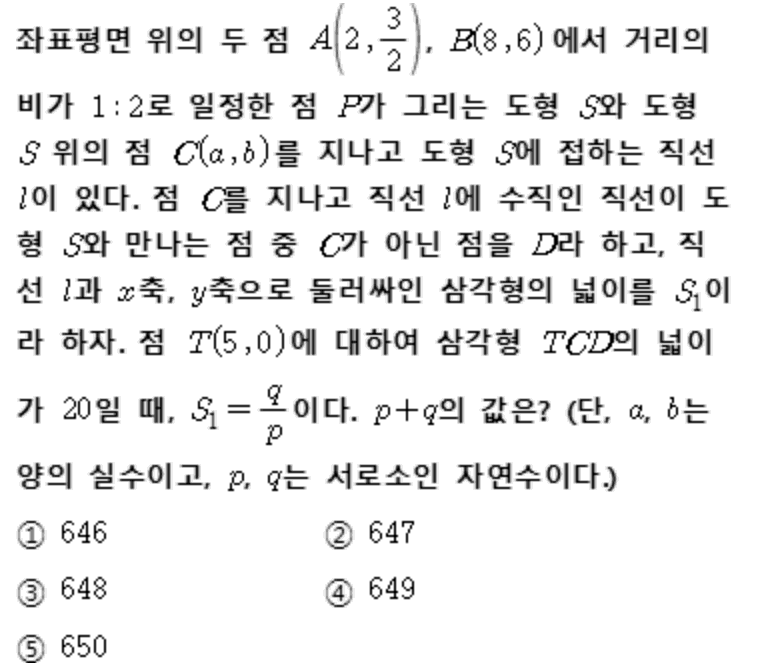 좌표평면 위의 두 점 A(2, 3/2), B(8,6)에서 거리의
비가 1:2로 일정한 점 P가 그리는 도형 S와 도형
S 위의 점 C(a,b)를 지나고 도형 S에 접하는 직선
l이 있다. 점 C를 지나고 직선 l에 수직인 직선이 도
형 S와 만나는 점 중 C가 아닌 점을 D라 하고, 직
선 l과 x축, y축으로 둘러싸인 삼각형의 넓이를 S₁이
라 하자. 점 T(5,0)에 대하여 삼각형 TCD의 넓이
가 20일 때, S₁ = q/p이다. p+q의 값은? (단, a, b는
양의 실수이고, p, q는 서로소인 자연수이다.)
① 646 ② 647
③ 648 ④ 649
⑤ 650